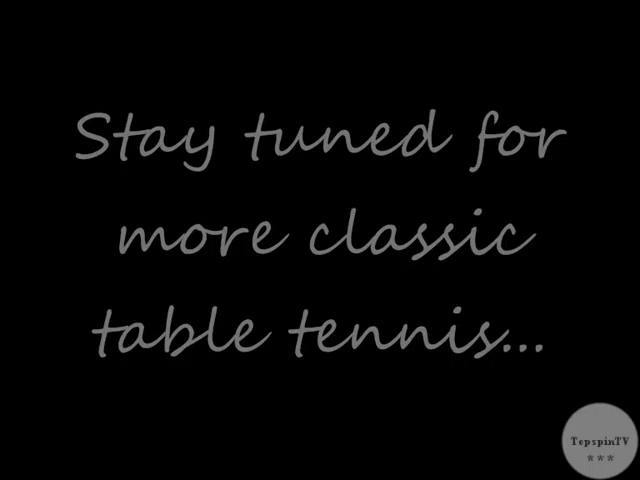 Stay tuned for
more classic
table tennis...
TopspinTV
***